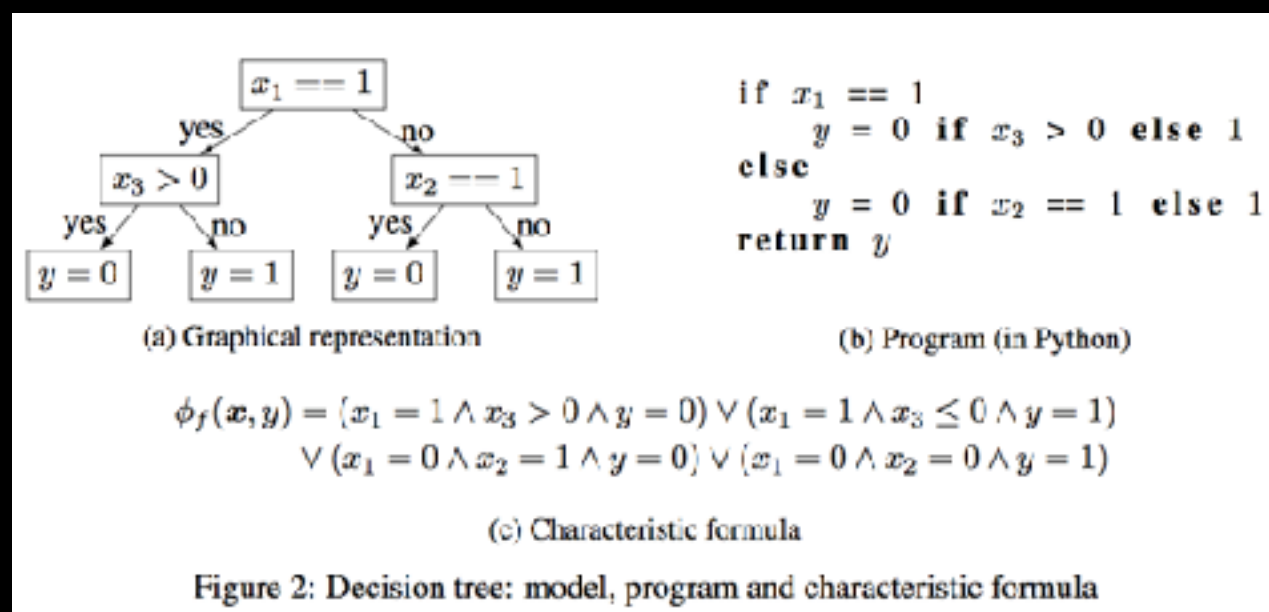 x₁ == 1
yes no
x₃ > 0 x₂ == 1
yes no yes no
y = 0 y = 1 y = 0 y = 1
(a) Graphical representation
if x₁ == 1
y = 0 if x₃ > 0 else 1
else
y = 0 if x₂ == 1 else 1
return y
(b) Program (in Python)
ϕf(x, y) = (x₁ = 1 ∧ x₃ > 0 ∧ y = 0) ∨ (x₁ = 1 ∧ x₃ ≤ 0 ∧ y = 1)
∨ (x₁ = 0 ∧ x₂ = 1 ∧ y = 0) ∨ (x₁ = 0 ∧ x₂ = 0 ∧ y = 1)
(c) Characteristic formula
Figure 2: Decision tree: model, program and characteristic formula